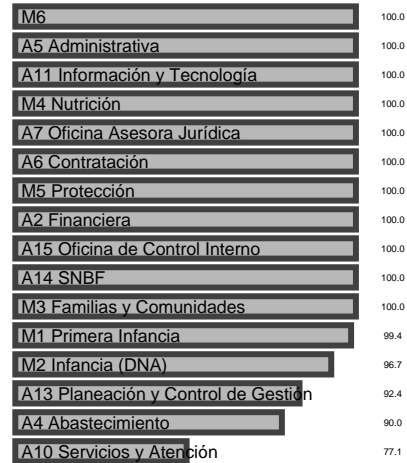 M6 100.0
A5 Administrativa 100.0
A11 Información y Tecnología 100.0
M4 Nutrición 100.0
A7 Oficina Asesora Jurídica 100.0
A6 Contratación 100.0
M5 Protección 100.0
A2 Financiera 100.0
A15 Oficina de Control Interno 100.0
A14 SNBF 100.0
M3 Familias y Comunidades 100.0
M1 Primera Infancia 99.4
M2 Infancia (DNA) 96.7
A13 Planeación y Control de Gestión 92.4
A4 Abastecimiento 90.0
A10 Servicios y Atención 77.1